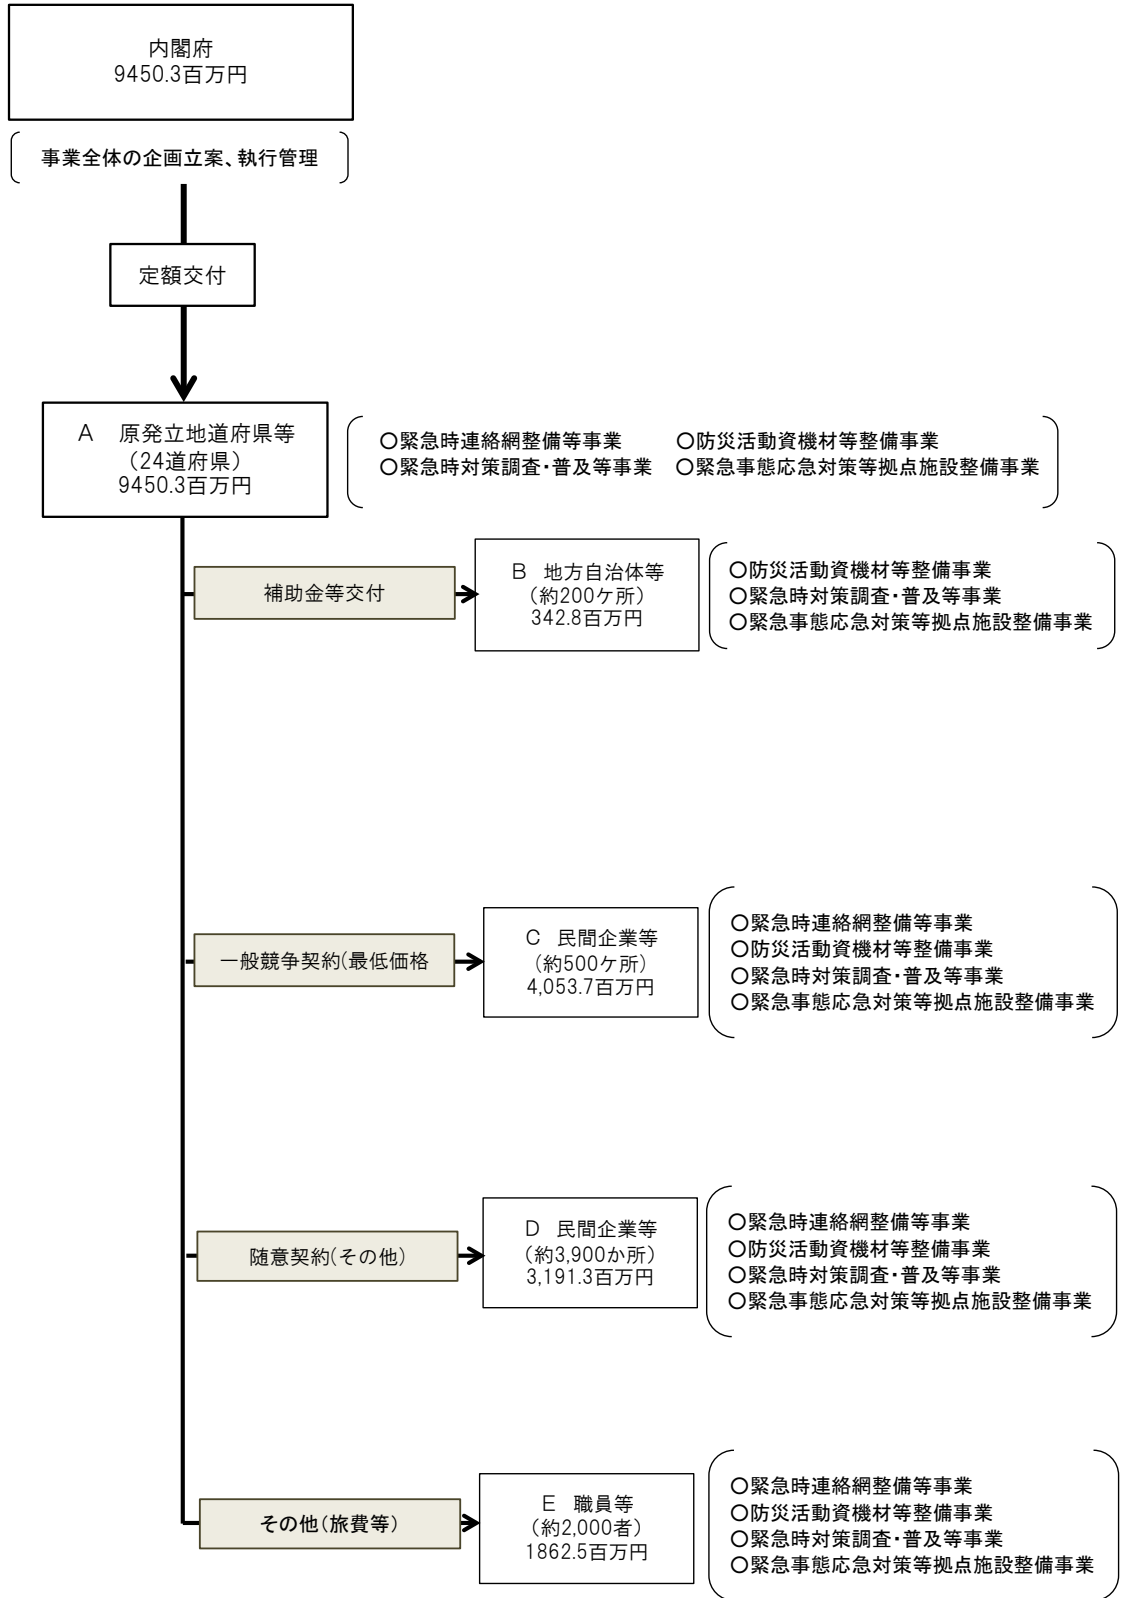 内閣府
9450.3百万円
事業全体の企画立案、執行管理
定額交付
A 原発立地道府県等
(24道府県)
9450.3百万円
○緊急時連絡網整備等事業 ○防災活動資機材等整備事業
○緊急時対策調査・普及等事業 ○緊急事態応急対策等拠点施設整備事業
補助金等交付
B 地方自治体等
(約200ケ所)
342.8百万円
○防災活動資機材等整備事業
○緊急時対策調査・普及等事業
○緊急事態応急対策等拠点施設整備事業
一般競争契約(最低価格
C 民間企業等
(約500ケ所)
4,053.7百万円
○緊急時連絡網整備等事業
○防災活動資機材等整備事業
○緊急時対策調査・普及等事業
○緊急事態応急対策等拠点施設整備事業
随意契約(その他)
D 民間企業等
(約3,900か所)
3,191.3百万円
○緊急時連絡網整備等事業
○防災活動資機材等整備事業
○緊急時対策調査・普及等事業
○緊急事態応急対策等拠点施設整備事業
その他(旅費等)
E 職員等
(約2,000者)
1862.5百万円
○緊急時連絡網整備等事業
○防災活動資機材等整備事業
○緊急時対策調査・普及等事業
○緊急事態応急対策等拠点施設整備事業